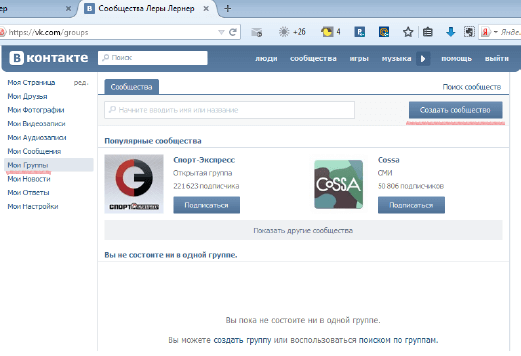 Сообщества Леры Лернер
https://vk.com/groups
+26
4
Яндe
В контакте
Поиск
люди сообщества игры музыка помощь выйти
Моя Страница ред.
Мои Друзья
Мои Фотографии
Мои Видеозаписи
Мои Аудиозаписи
Мои Сообщения
Мои Группы
Мои Новости
Мои Ответы
Мои Настройки
Сообщества
Поиск сообществ
Начните вводить имя или название
Создать сообщество
Популярные сообщества
Спорт-Экспресс
Открытая группа
221 623 подписчика
Подписаться
Cossa
СМИ
50 806 подписчиков
Подписаться
COSSA
Показать другие сообщества
Вы не состоите ни в одной группе.
Вы пока не состоите ни в одной группе.
Вы можете создать группу или воспользоваться поиском по группам.